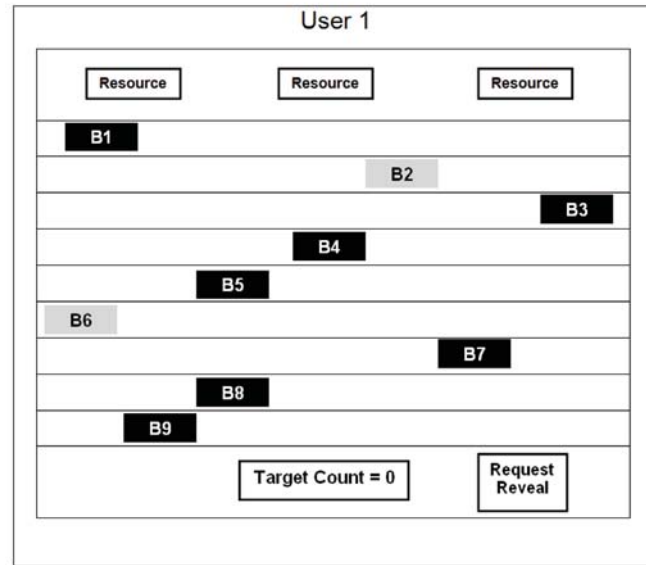 User 1
Resource Resource Resource
B1
B2
B3
B4
B5
B6
B7
B8
B9
Target Count = 0
Request
Reveal